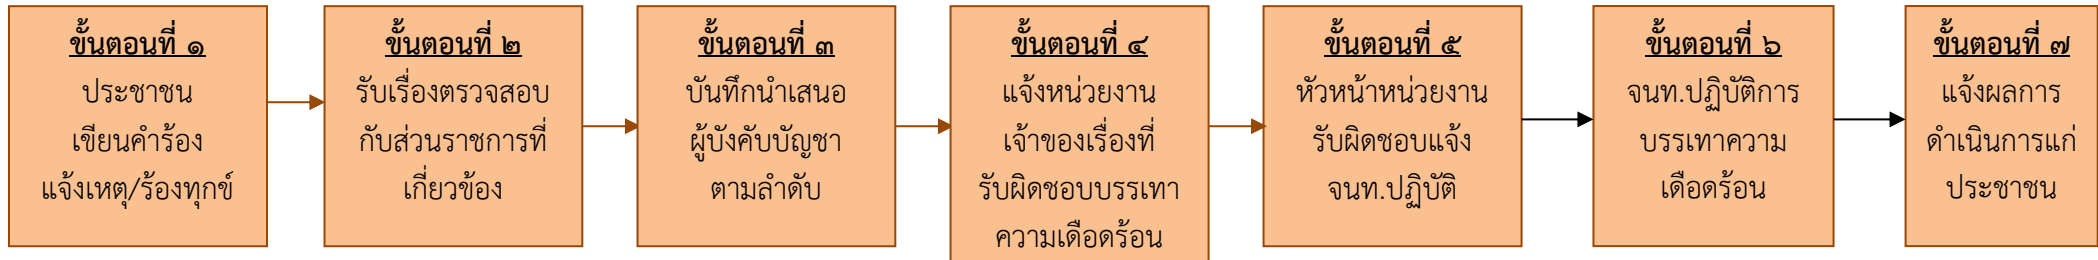 ขั้นตอนที่ ๑
ประชาชน
เขียนคำร้อง
แจ้งเหตุ/ร้องทุกข์
ขั้นตอนที่ ๒
รับเรื่องตรวจสอบ
กับส่วนราชการที่
เกี่ยวข้อง
ขั้นตอนที่ ๓
บันทึกนำเสนอ
ผู้บังคับบัญชา
ตามลำดับ
ขั้นตอนที่ ๔
แจ้งหน่วยงาน
เจ้าของเรื่องที่
รับผิดชอบบรรเทา
ความเดือดร้อน
ขั้นตอนที่ ๕
หัวหน้าหน่วยงาน
รับผิดชอบแจ้ง
จนท.ปฏิบัติ
ขั้นตอนที่ ๖
จนท.ปฏิบัติการ
บรรเทาความ
เดือดร้อน
ขั้นตอนที่ ๗
แจ้งผลการ
ดำเนินการแก่
ประชาชน